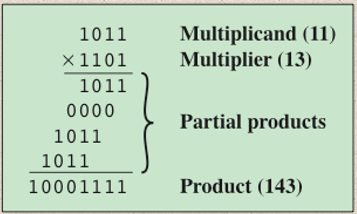 1011 Multiplicand (11)
×1101 Multiplier (13)
1011
0000
Partial products
1011
1011
10001111 Product (143)